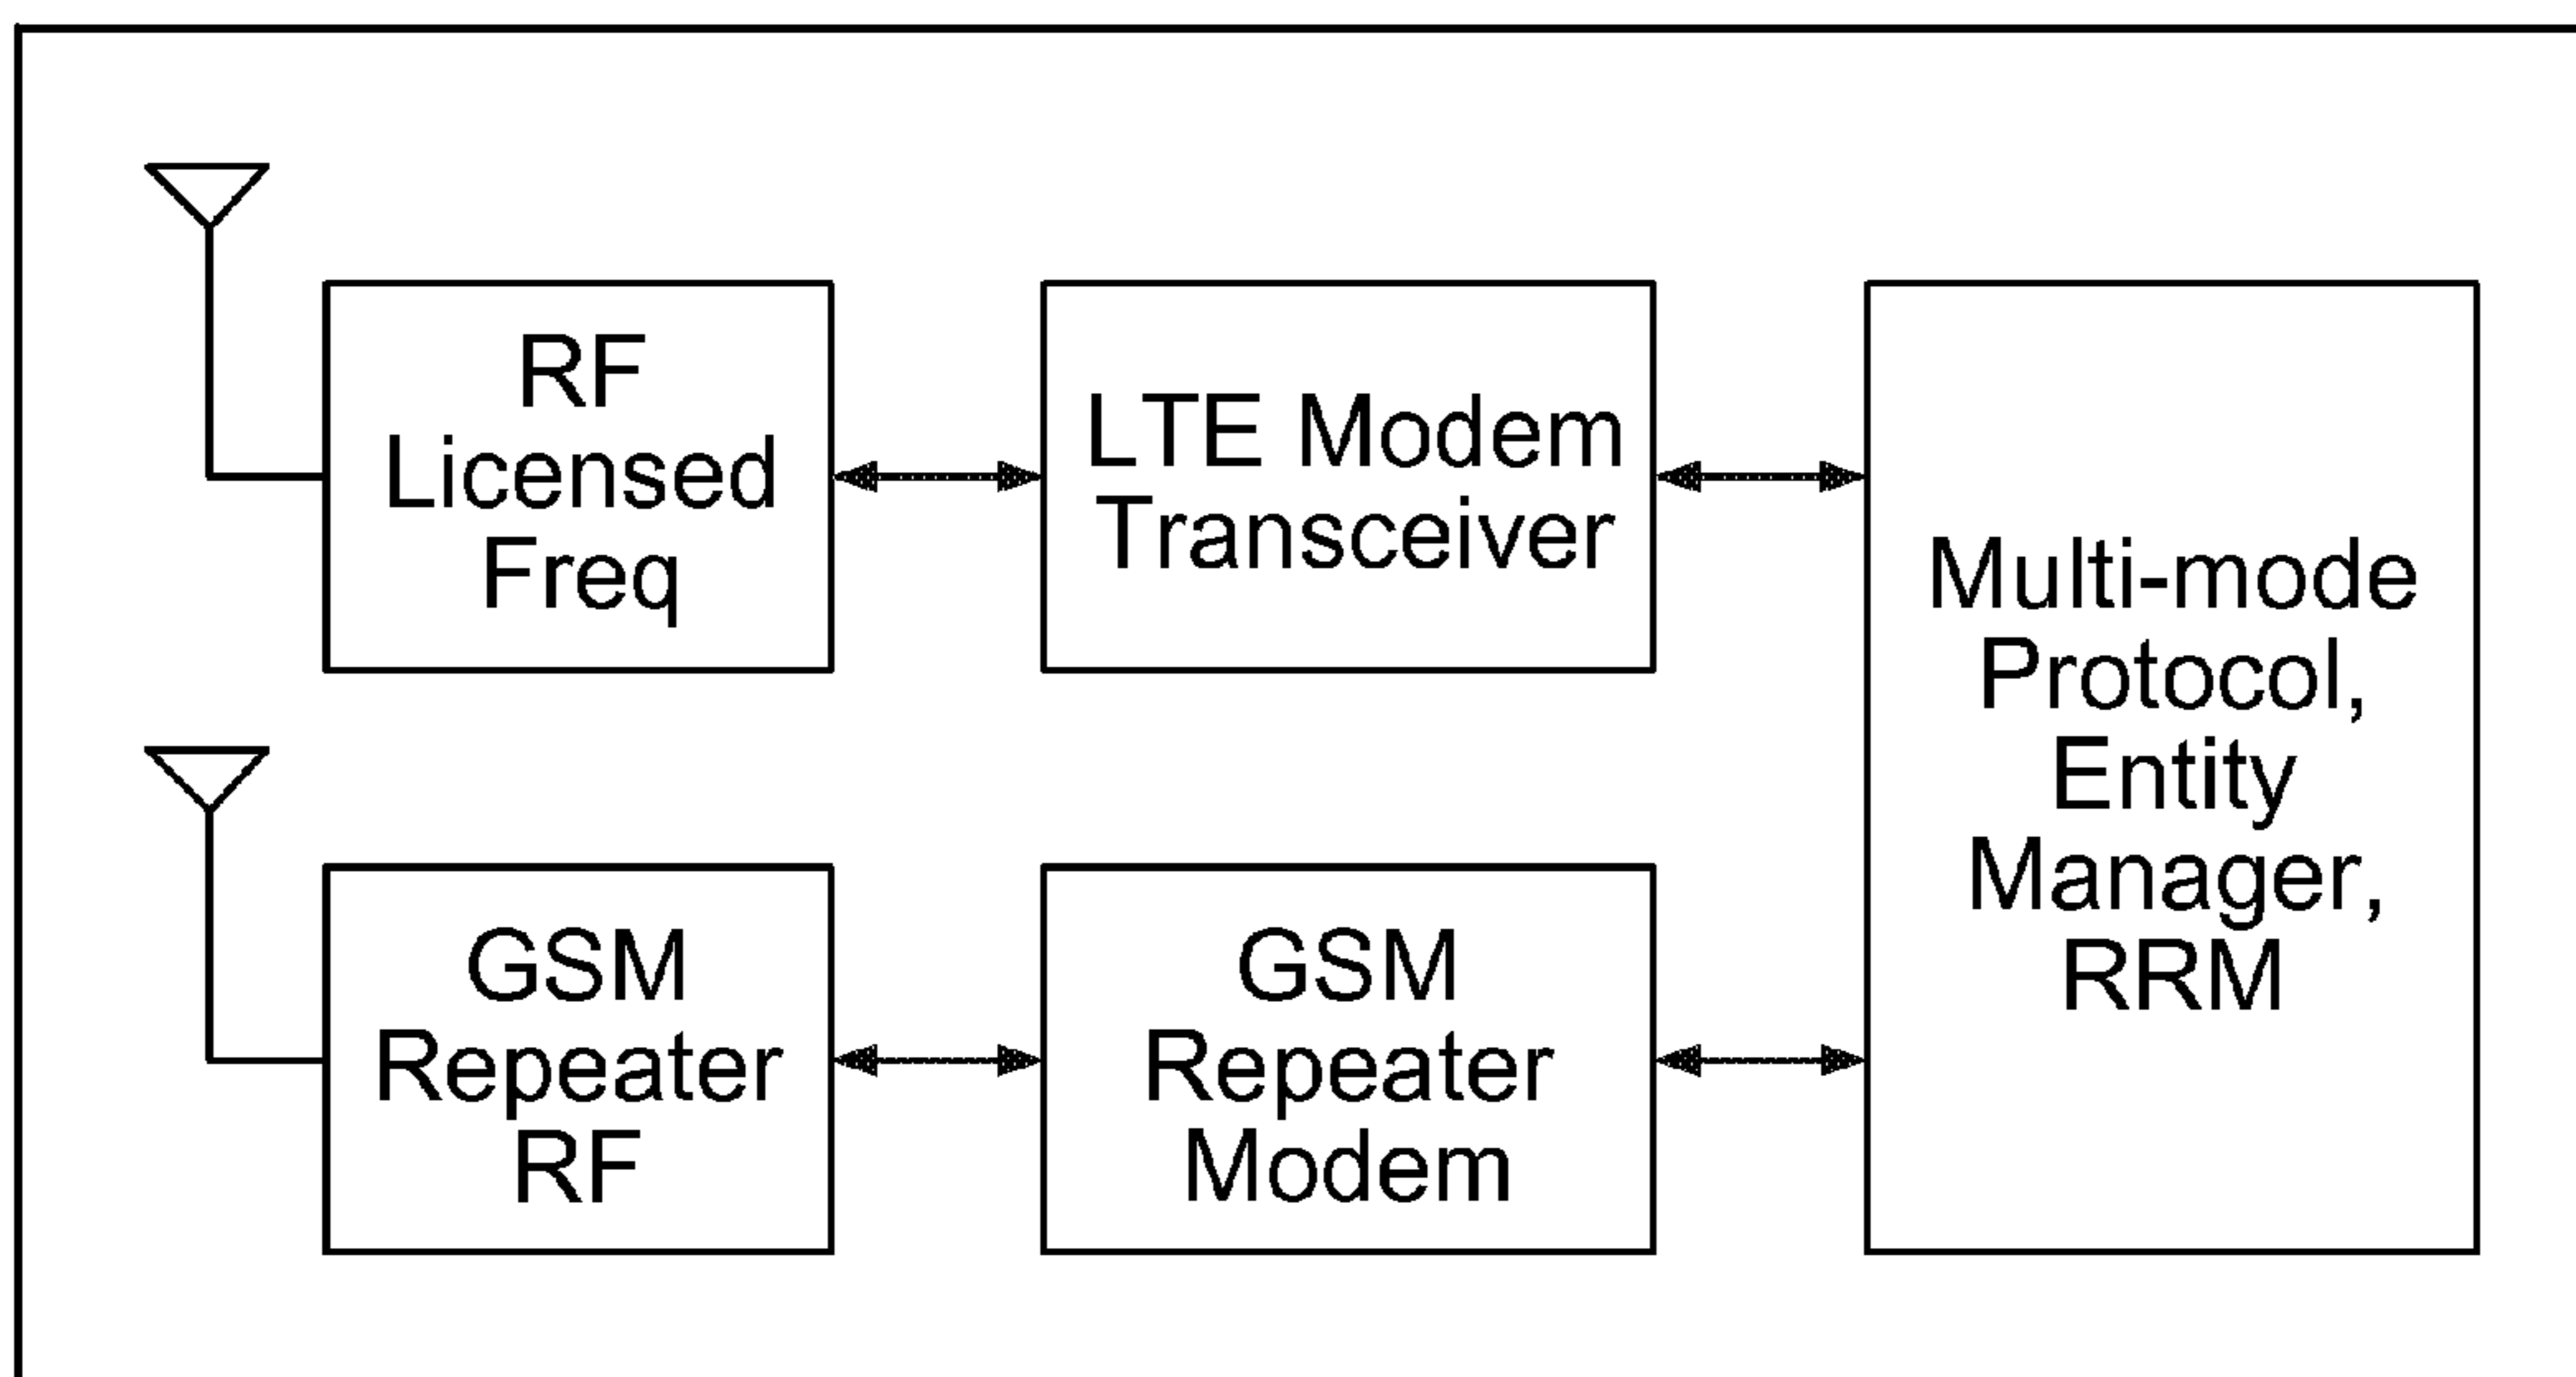 RF
Licensed
Freq
LTE Modem
Transceiver
Multi-mode
Protocol,
Entity
Manager,
RRM
GSM
Repeater
RF
GSM
Repeater
Modem